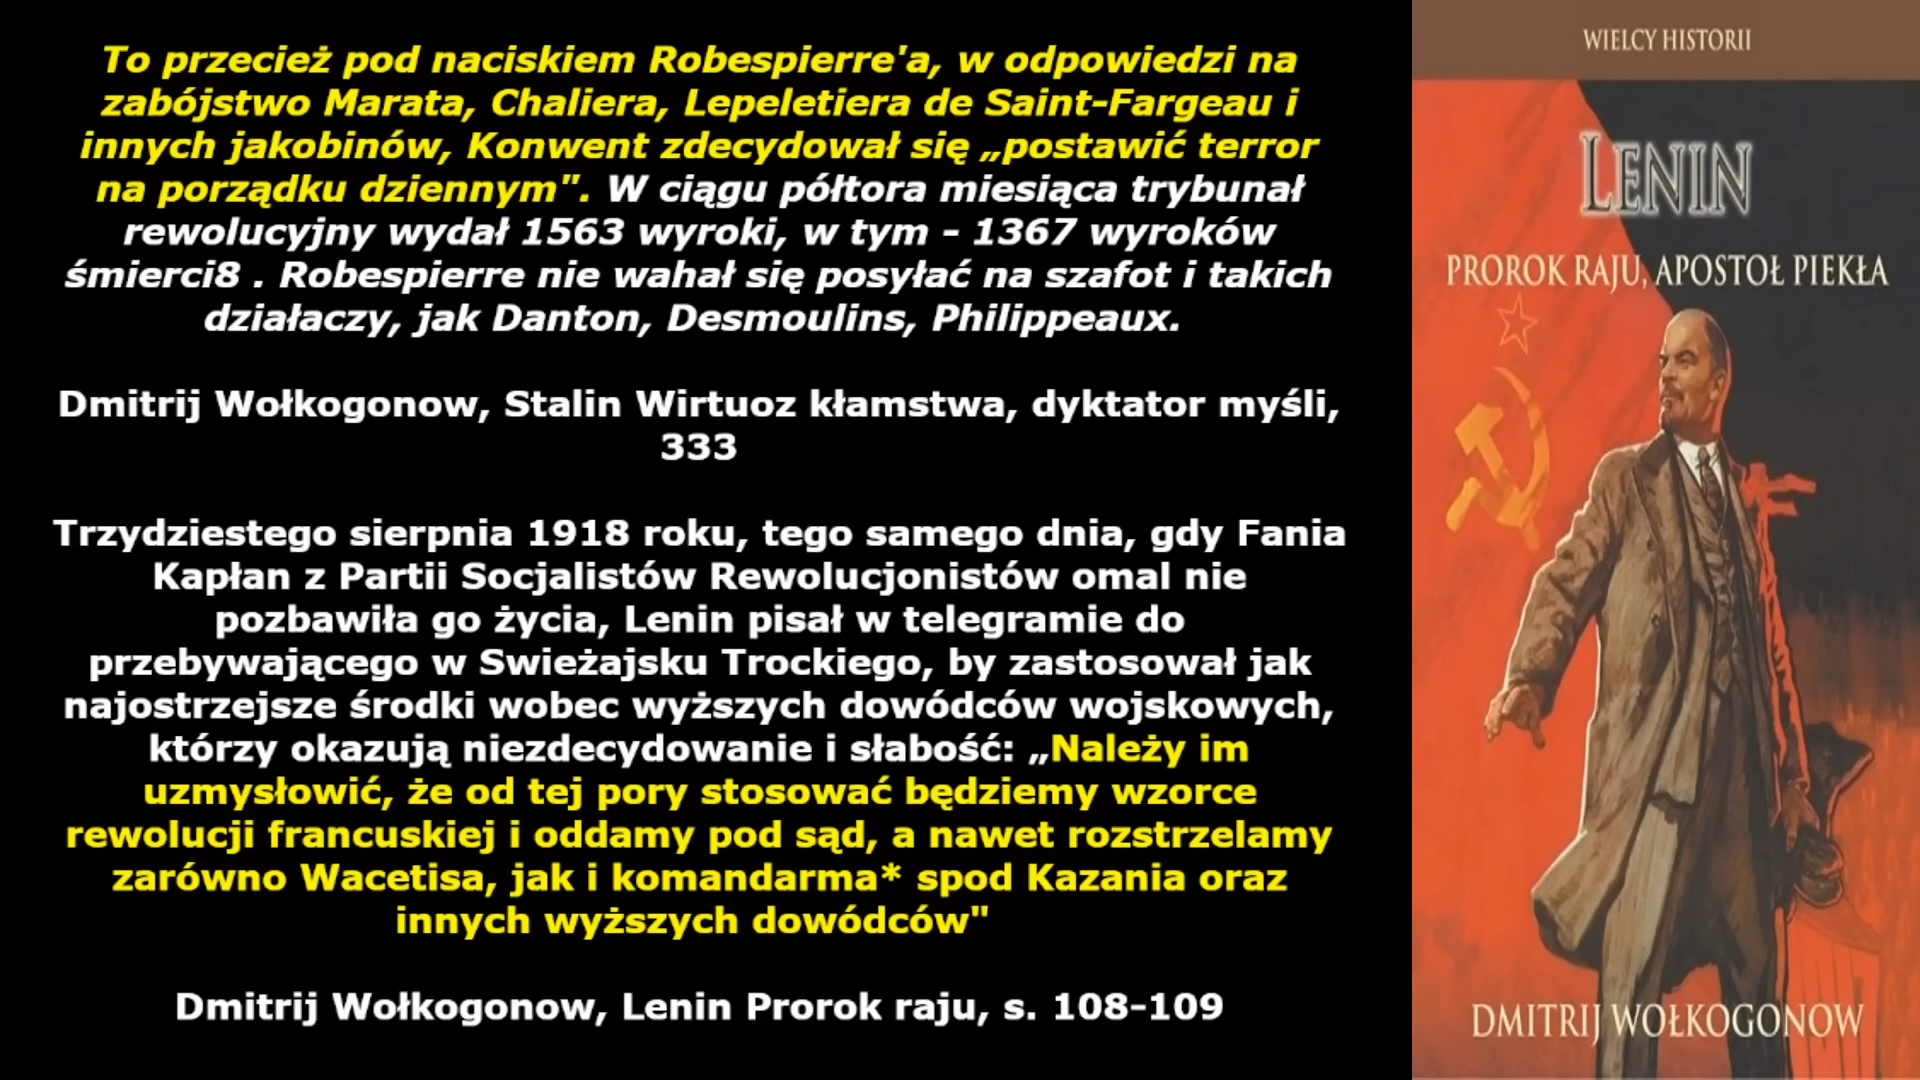 To przecież pod naciskiem Robespierre'a, w odpowiedzi na
zabójstwo Marata, Chaliera, Lepeletiera de Saint-Fargeau i
innych jakobinów, Konwent zdecydował się „postawić terror
na porządku dziennym". W ciągu półtora miesiąca trybunał
rewolucyjny wydał 1563 wyroki, w tym - 1367 wyroków
śmierci8 . Robespierre nie wahał się posyłać na szafot i takich
działaczy, jak Danton, Desmoulins, Philippeaux.
Dmitrij Wołkogonow, Stalin Wirtuoz kłamstwa, dyktator myśli,
333
Trzydziestego sierpnia 1918 roku, tego samego dnia, gdy Fania
Kapłan z Partii Socjalistów Rewolucjonistów omal nie
pozbawiła go życia, Lenin pisał w telegramie do
przebywającego w Swieżajsku Trockiego, by zastosował jak
najostrzejsze środki wobec wyższych dowódców wojskowych,
którzy okazują niezdecydowanie i słabość: „Należy im
uzmysłowić, że od tej pory stosować będziemy wzorce
rewolucji francuskiej i oddamy pod sąd, a nawet rozstrzelamy
zarówno Wacetisa, jak i komandarma* spod Kazania oraz
innych wyższych dowódców"
Dmitrij Wołkogonow, Lenin Prorok raju, s. 108-109
WIELCY HISTORII
LENIN
PROROK RAJU, APOSTOŁ PIEKŁA
DMITRIJ WOŁKOGONOW